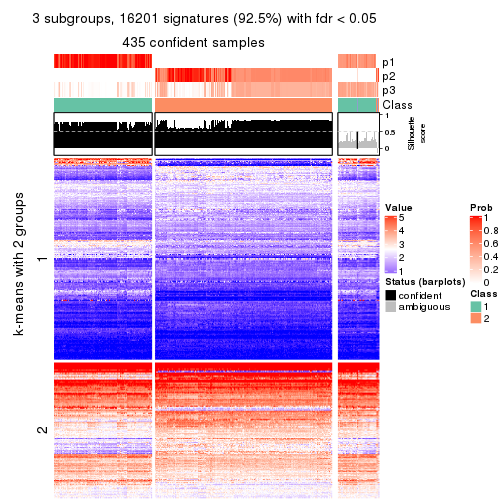 3 subgroups, 16201 signatures (92.5%) with fdr < 0.05
435 confident samples
p1
p2
p3
Class
1
0.5
0
Silhouette
score
k-means with 2 groups
1
2
Value
5
4
3
2
1
Prob
1
0.8
0.6
0.4
0.2
0
Status (barplots)
confident
ambiguous
Class
1
2